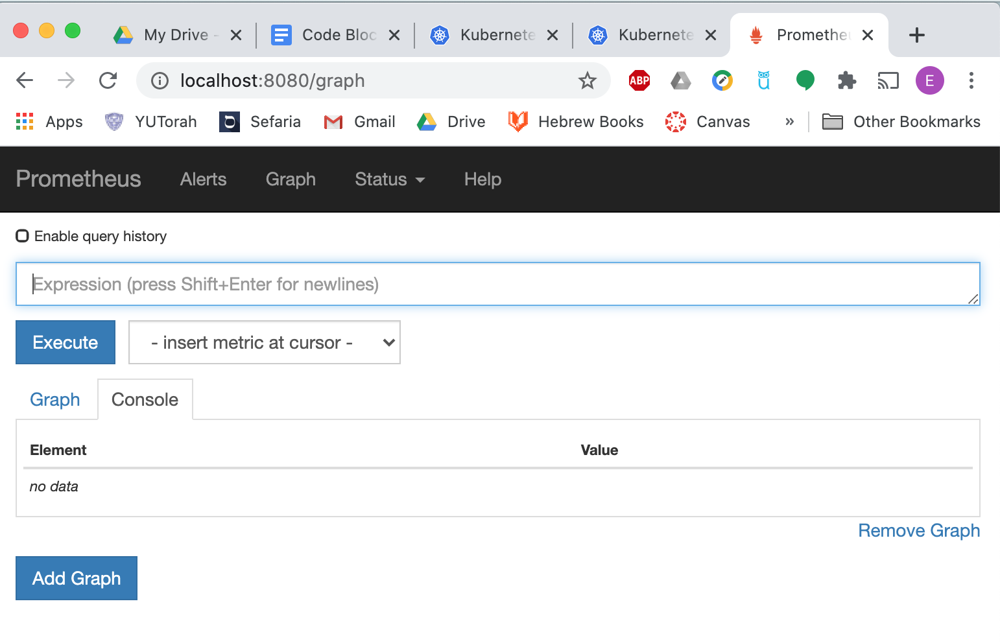 My Drive -
Code Bloc
Kubernete
Kubernete
Promethe
localhost:8080/graph
ABP
E
Apps
YUTorah
Sefaria
Gmail
Drive
Hebrew Books
Canvas
»
Other Bookmarks
Prometheus
Alerts
Graph
Status
Help
Enable query history
Expression (press Shift+Enter for newlines)
Execute
- insert metric at cursor -
Graph
Console
Element
Value
no data
Remove Graph
Add Graph